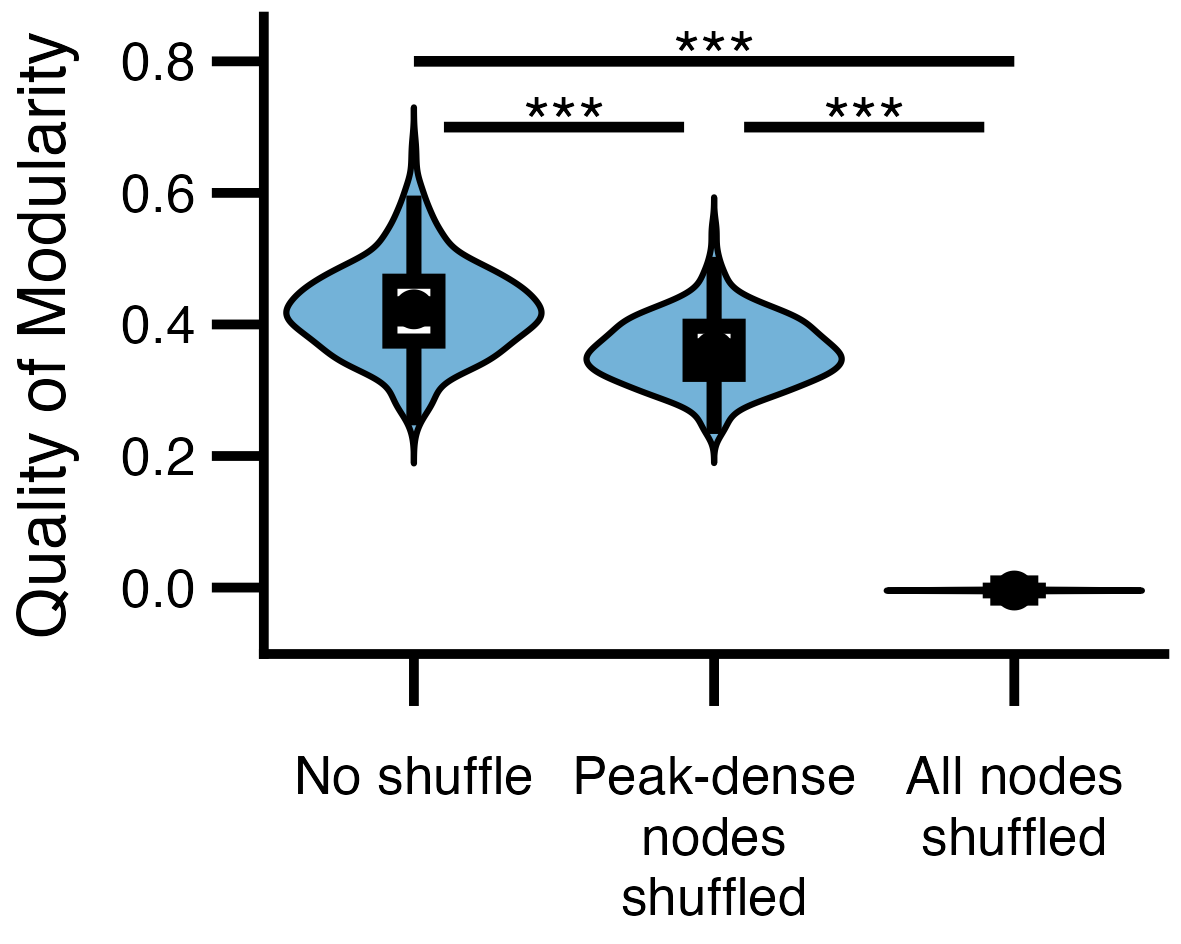 Quality of Modularity
0.8
0.6
0.4
0.2
0.0
***
***
***
No shuffle
Peak-dense
nodes
shuffled
All nodes
shuffled